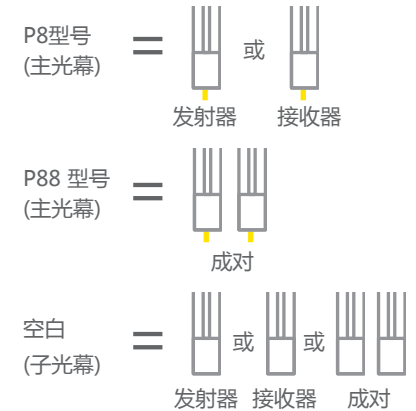 P8型号
(主光幕)
=
或
发射器
接收器
P88 型号
(主光幕)
=
成对
空白
(子光幕)
=
或
或
发射器
接收器
成对